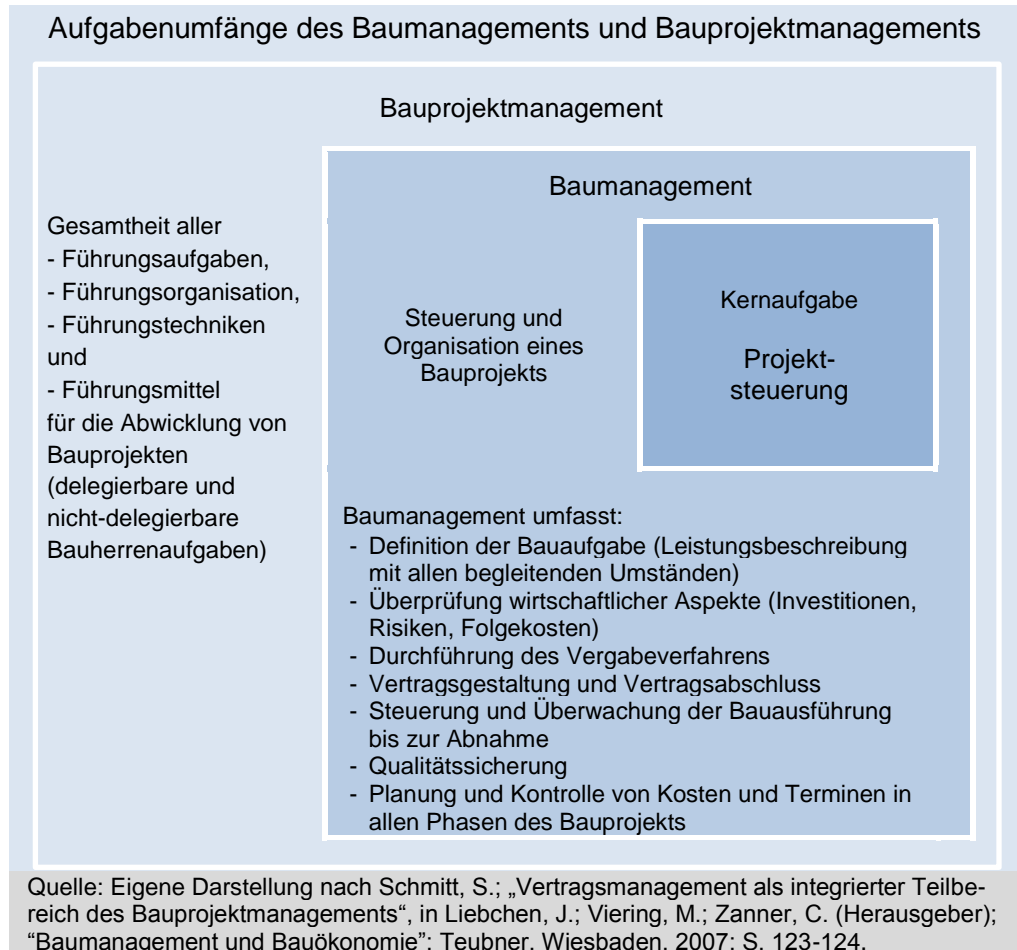 Aufgabenumfänge des Baumanagements und Bauprojektmanagements
Bauprojektmanagement
Gesamtheit aller
- Führungsaufgaben,
- Führungsorganisation,
- Führungstechniken
und
- Führungsmittel
für die Abwicklung von
Bauprojekten
(delegierbare und
nicht-delegierbare
Bauherrenaufgaben)
Baumanagement
Steuerung und
Organisation eines
Bauprojekts
Kernaufgabe
Projekt-
steuerung
Baumanagement umfasst:
- Definition der Bauaufgabe (Leistungsbeschreibung
mit allen begleitenden Umständen)
- Überprüfung wirtschaftlicher Aspekte (Investitionen,
Risiken, Folgekosten)
- Durchführung des Vergabeverfahrens
- Vertragsgestaltung und Vertragsabschluss
- Steuerung und Überwachung der Bauausführung
bis zur Abnahme
- Qualitätssicherung
- Planung und Kontrolle von Kosten und Terminen in
allen Phasen des Bauprojekts
Quelle: Eigene Darstellung nach Schmitt, S.; „Vertragsmanagement als integrierter Teilbe-
reich des Bauprojektmanagements“, in Liebchen, J.; Viering, M.; Zanner, C. (Herausgeber);
“Baumanagement und Bauökonomie”; Teubner, Wiesbaden, 2007; S. 123-124.